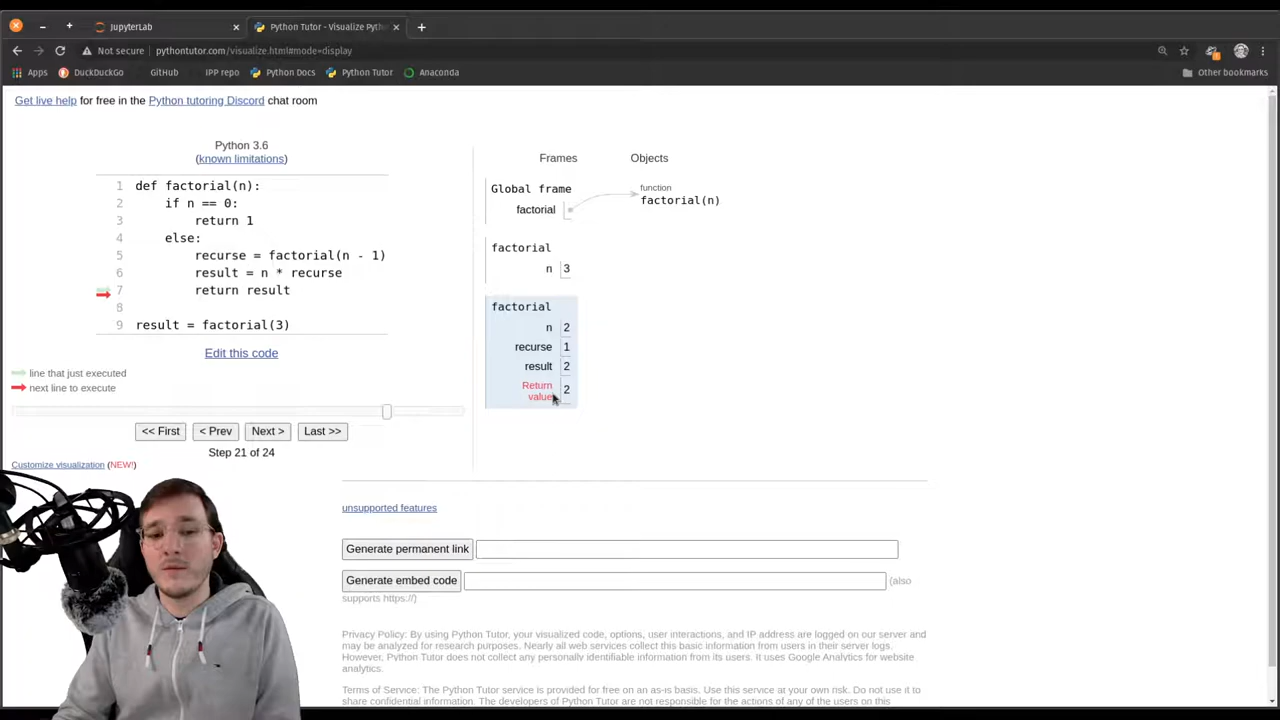 JupyterLab
Python Tutor - Visualize Pyth
Not secure
pythontutor.com/visualize.html#mode=display
Apps
DuckDuckGo
GitHub
IPP repo
Python Docs
Python Tutor
Anaconda
Other bookmarks
Get live help for free in the Python tutoring Discord chat room
Python 3.6
(known limitations)
1 def factorial(n):
2 if n == 0:
3 return 1
4 else:
5 recurse = factorial(n - 1)
6 result = n * recurse
7 return result
8
9 result = factorial(3)
Edit this code
line that just executed
next line to execute
<< First
< Prev
Next >
Last >>
Step 21 of 24
Customize visualization (NEW!)
Frames
Objects
Global frame
factorial
function
factorial(n)
factorial
n 3
factorial
n 2
recurse 1
result 2
Return
value 2
unsupported features
Generate permanent link
Generate embed code
(also
supports https://)
Privacy Policy: By using Python Tutor, your visualized code, options, user interactions, and IP address are logged on our server and
may be analyzed for research purposes. Nearly all web services collect this basic information from users in their server logs.
However, Python Tutor does not collect any personally identifiable information from its users. It uses Google Analytics for website
analytics.
Terms of Service: The Python Tutor service is provided for free on an as-is basis. Use this service at your own risk. Do not use it to
share confidential information. The developers of Python Tutor are not responsible for the actions of any of the users on this